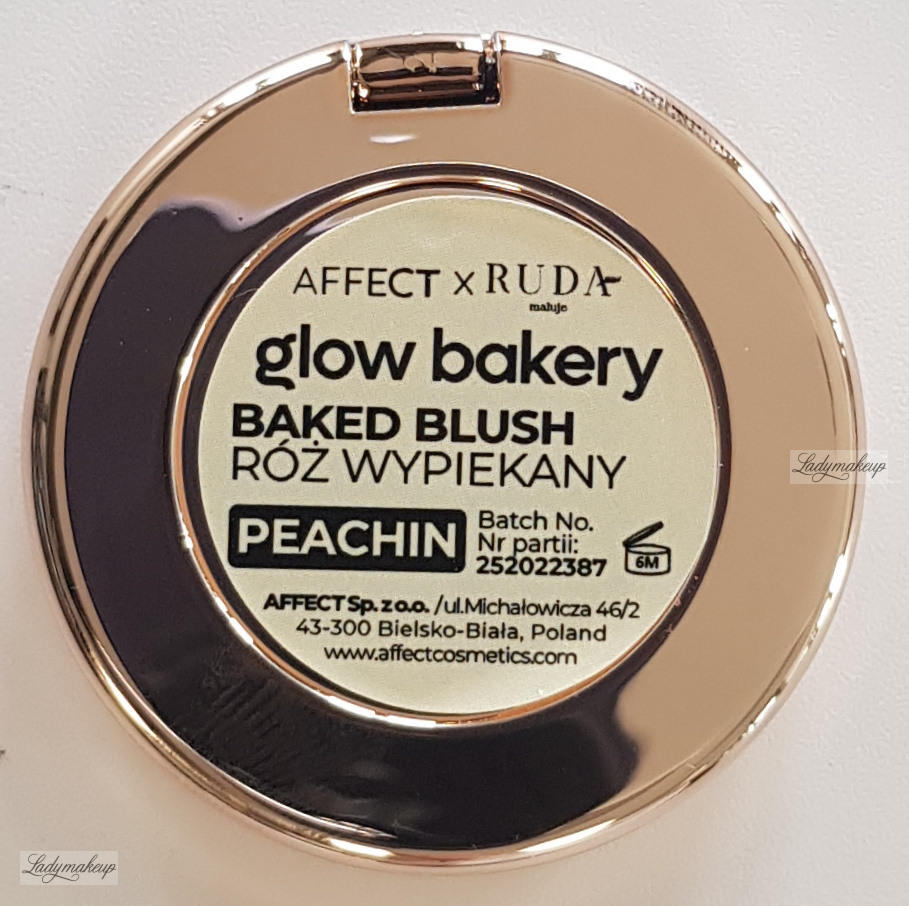 AFFECT X RUDA
maluje
glow bakery
BAKED BLUSH
RÓŻ WYPIEKANY
PEACHIN
Batch No.
Nr partii:
252022387
6M
AFFECT Sp. z o.o. /ul.Michałowicza 46/2
43-300 Bielsko-Biała, Poland
www.affectcosmetics.com
Ladymakeup
Ladymakeup